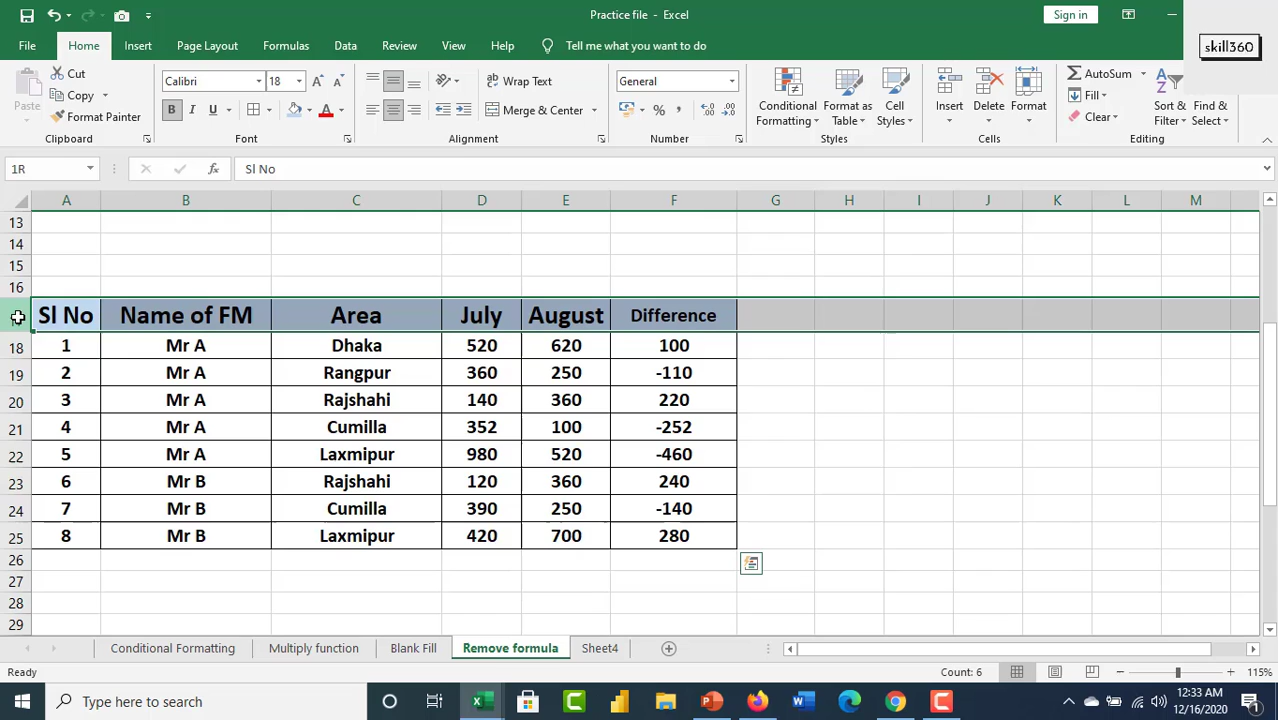 Practice file - Excel
Sign in
skill360
File Home Insert Page Layout Formulas Data Review View Help Tell me what you want to do
Paste
Cut
Copy
Format Painter
Clipboard
Calibri 18
B I U
Font
Wrap Text
Merge & Center
Alignment
General
Number
Conditional Formatting
Format as Table
Cell Styles
Styles
Insert Delete Format
Cells
AutoSum
Fill
Clear
Sort & Filter
Find & Select
Editing
1R fx Sl No
A B C D E F G H I J K L M
13
14
15
16
Sl No Name of FM Area July August Difference
18 1 Mr A Dhaka 520 620 100
19 2 Mr A Rangpur 360 250 -110
20 3 Mr A Rajshahi 140 360 220
21 4 Mr A Cumilla 352 100 -252
22 5 Mr A Laxmipur 980 520 -460
23 6 Mr B Rajshahi 120 360 240
24 7 Mr B Cumilla 390 250 -140
25 8 Mr B Laxmipur 420 700 280
26
27
28
29
Conditional Formatting Multiply function Blank Fill Remove formula Sheet4
Ready Count: 6 115%
Type here to search
12:33 AM
12/16/2020